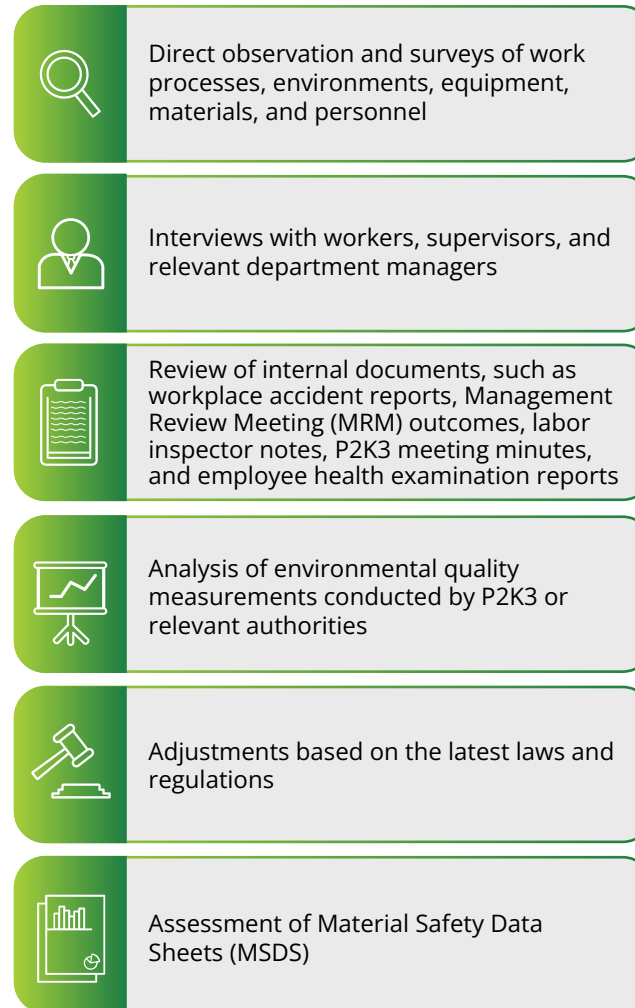 Direct observation and surveys of work
processes, environments, equipment,
materials, and personnel
Interviews with workers, supervisors, and
relevant department managers
Review of internal documents, such as
workplace accident reports, Management
Review Meeting (MRM) outcomes, labor
inspector notes, P2K3 meeting minutes,
and employee health examination reports
Analysis of environmental quality
measurements conducted by P2K3 or
relevant authorities
Adjustments based on the latest laws and
regulations
Assessment of Material Safety Data
Sheets (MSDS)